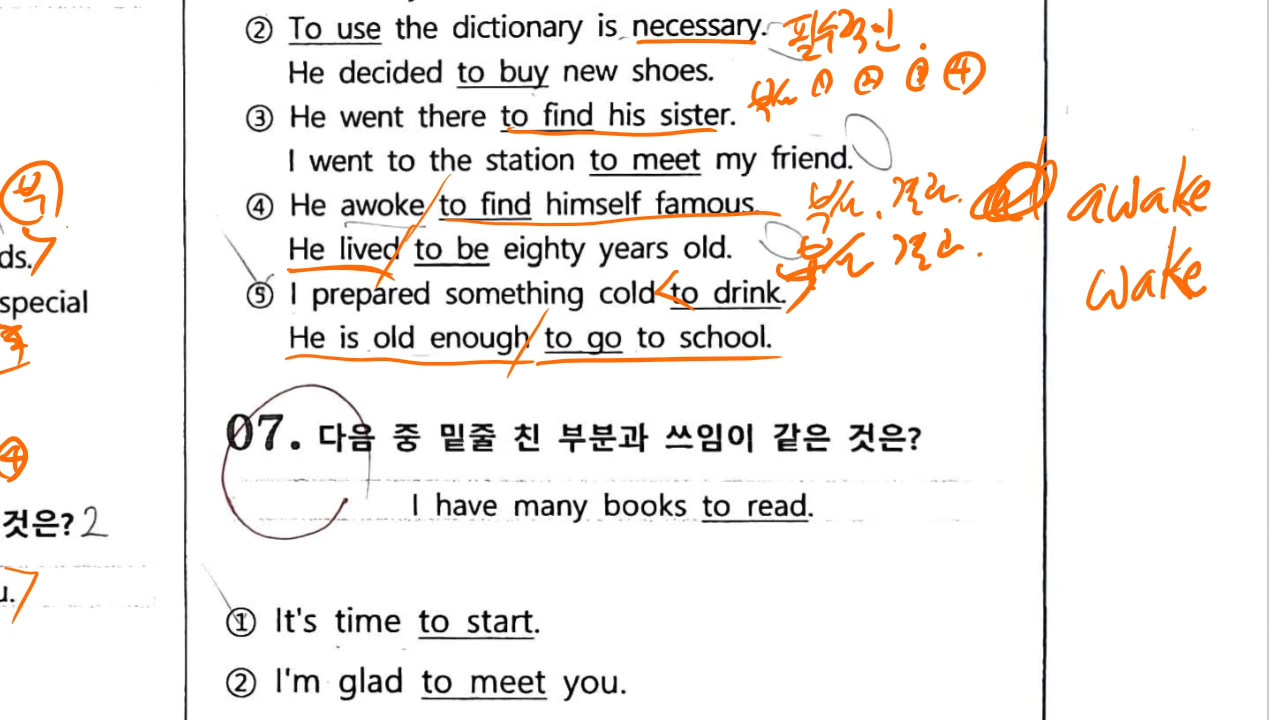 ② To use the dictionary is necessary. 필수적인.
He decided to buy new shoes.
부사 ① ② ③ ④
③ He went there to find his sister.
I went to the station to meet my friend.
④ He awoke to find himself famous. 부사, 결과.
awake
He lived to be eighty years old. 부사 결과.
wake
⑤ I prepared something cold to drink.
He is old enough to go to school.
부
ds.
special
④
것은? 2
u.
07. 다음 중 밑줄 친 부분과 쓰임이 같은 것은?
I have many books to read.
① It's time to start.
② I'm glad to meet you.